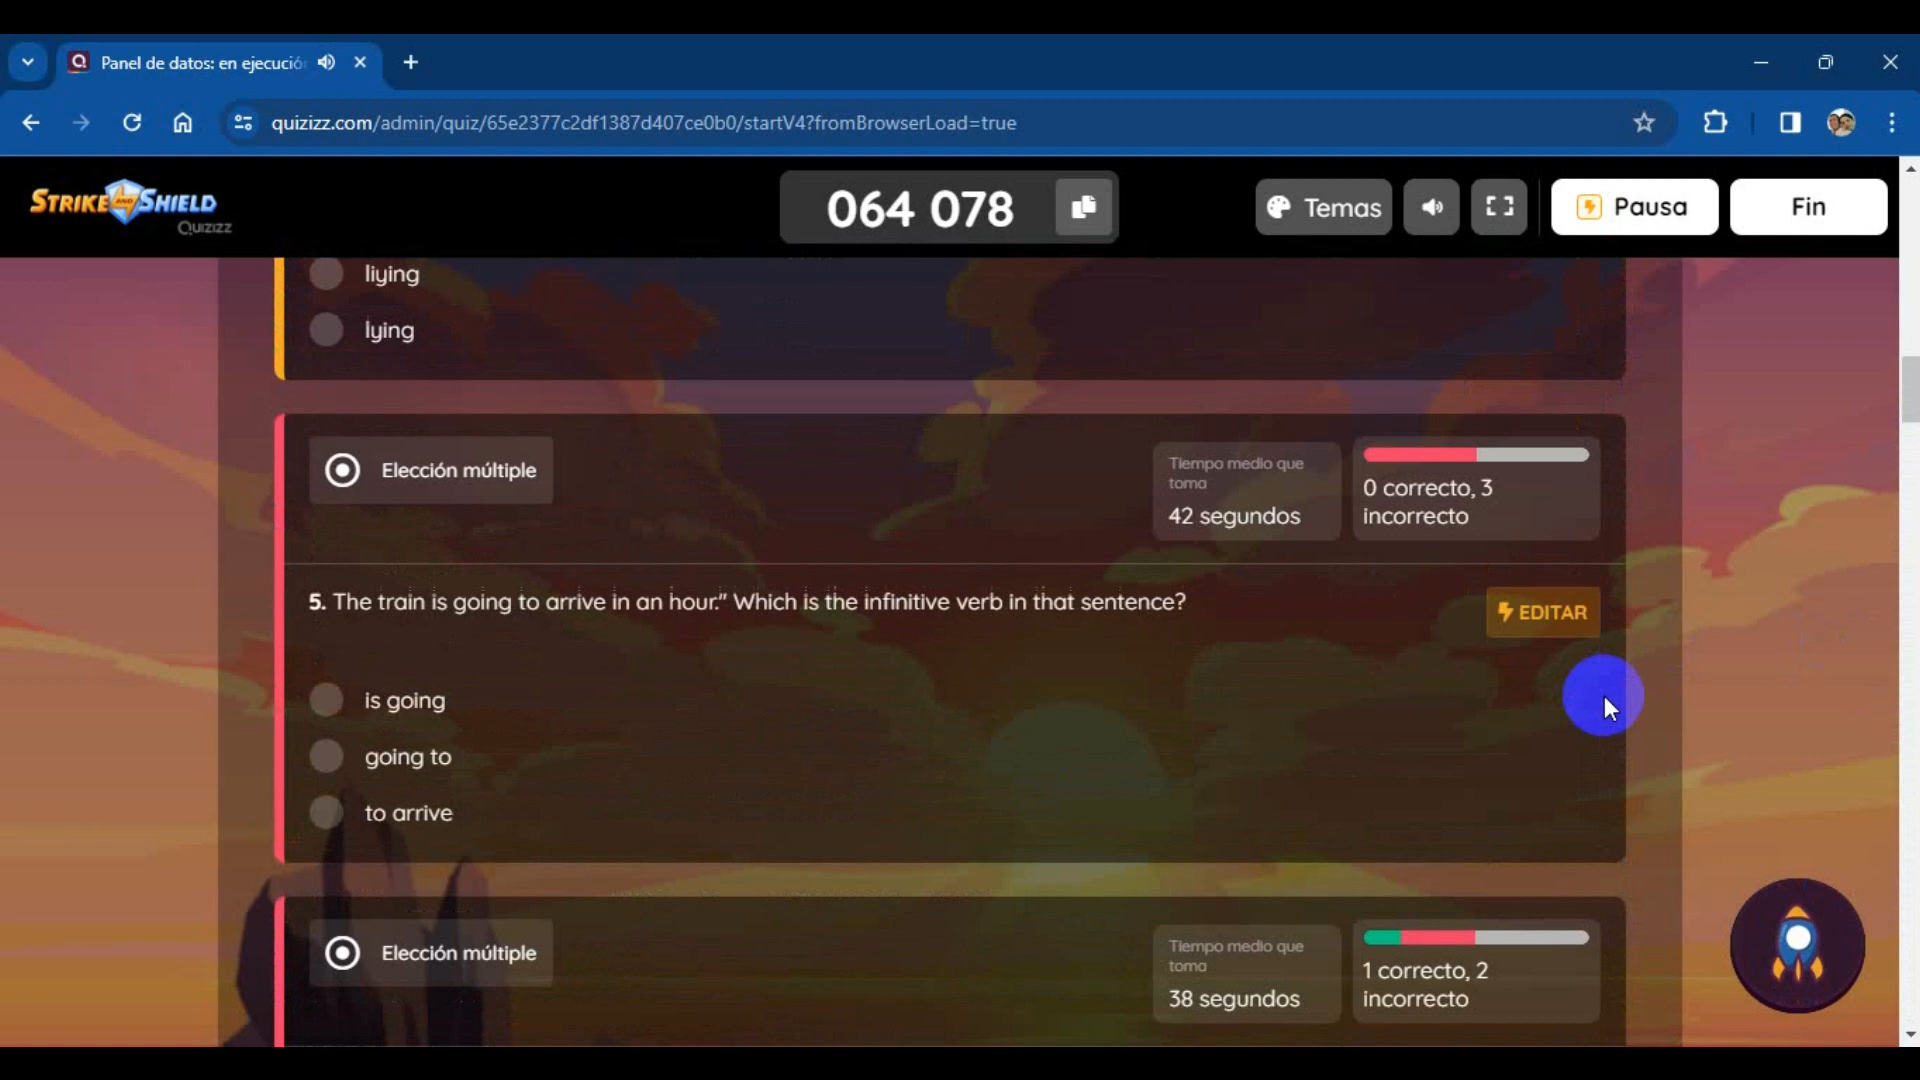 Panel de datos: en ejecució
quizizz.com/admin/quiz/65e2377c2df1387d407ce0b0/startV4?fromBrowserLoad=true
STRIKE AND SHIELD
Quizizz
064 078
Temas
Pausa
Fin
liying
lying
Elección múltiple
Tiempo medio que
toma
42 segundos
0 correcto, 3
incorrecto
5. The train is going to arrive in an hour." Which is the infinitive verb in that sentence?
EDITAR
is going
going to
to arrive
Elección múltiple
Tiempo medio que
toma
38 segundos
1 correcto, 2
incorrecto